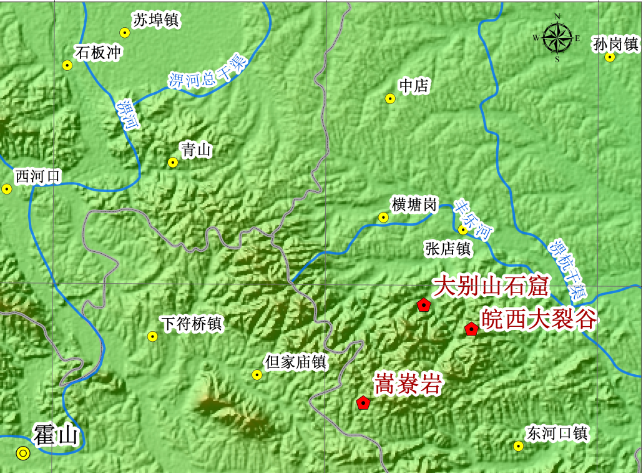 苏埠镇
N
W E
S
孙岗镇
石板冲
淠河总干渠
中店
淠河
青山
西河口
横塘岗
丰乐河
张店镇
淠杭干渠
大别山石窟
皖西大裂谷
下符桥镇
但家庙镇
嵩寮岩
霍山
东河口镇